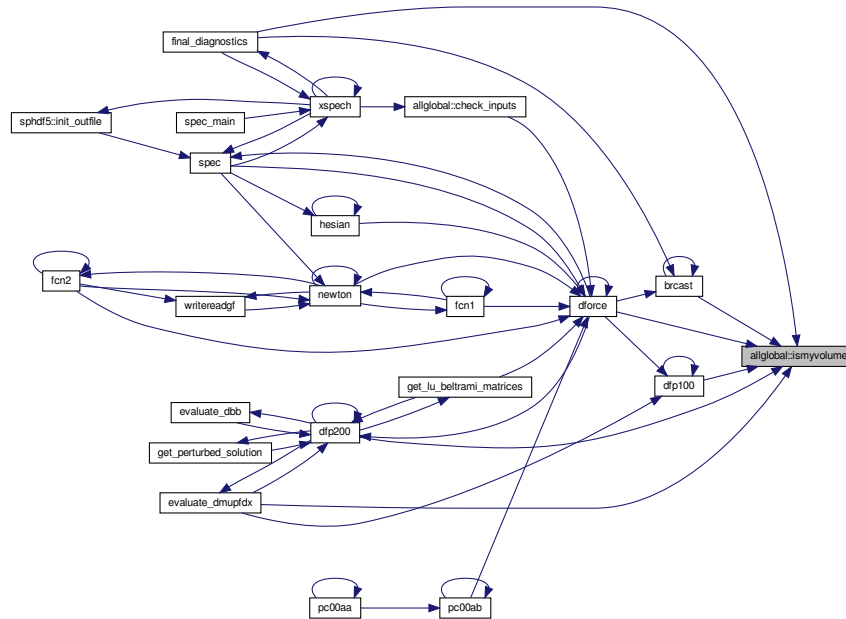 final_diagnostics
xspech
allglobal::check_inputs
sphdf5::init_outfile
spec_main
spec
hesian
fcn2
newton
writereadgf
fcn1
dforce
brcast
allglobal::ismyvolume
get_lu_beltrami_matrices
dfp100
evaluate_dbb
dfp200
get_perturbed_solution
evaluate_dmupfdx
pc00aa
pc00ab